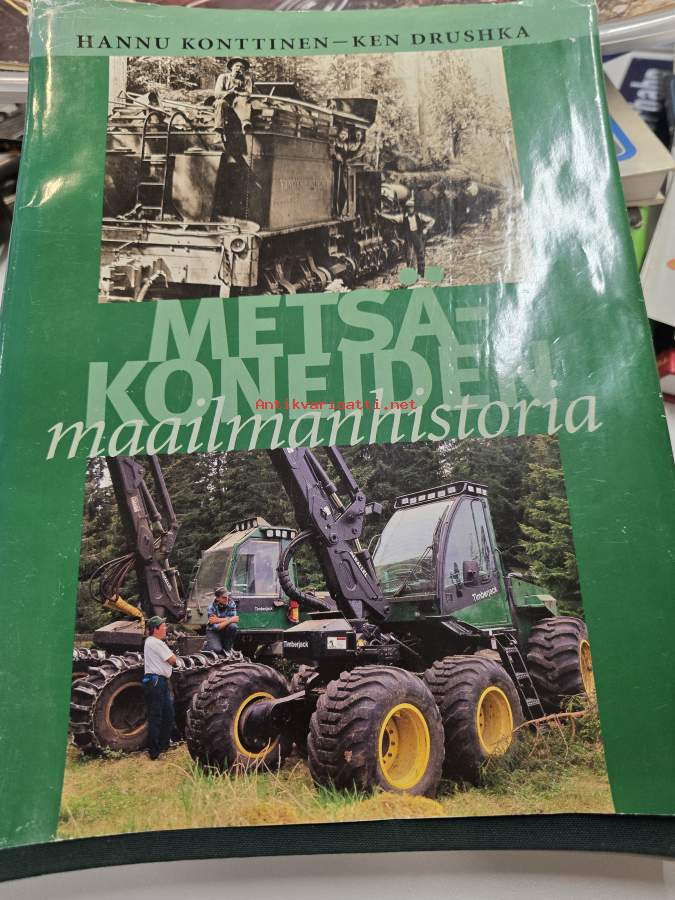 HANNU KONTTINEN–KEN DRUSHKA
METSÄ-
KONEIDEN
Antikvariaatti.net
maailmanhistoria
Timberjack
Timberjack
Timberjack